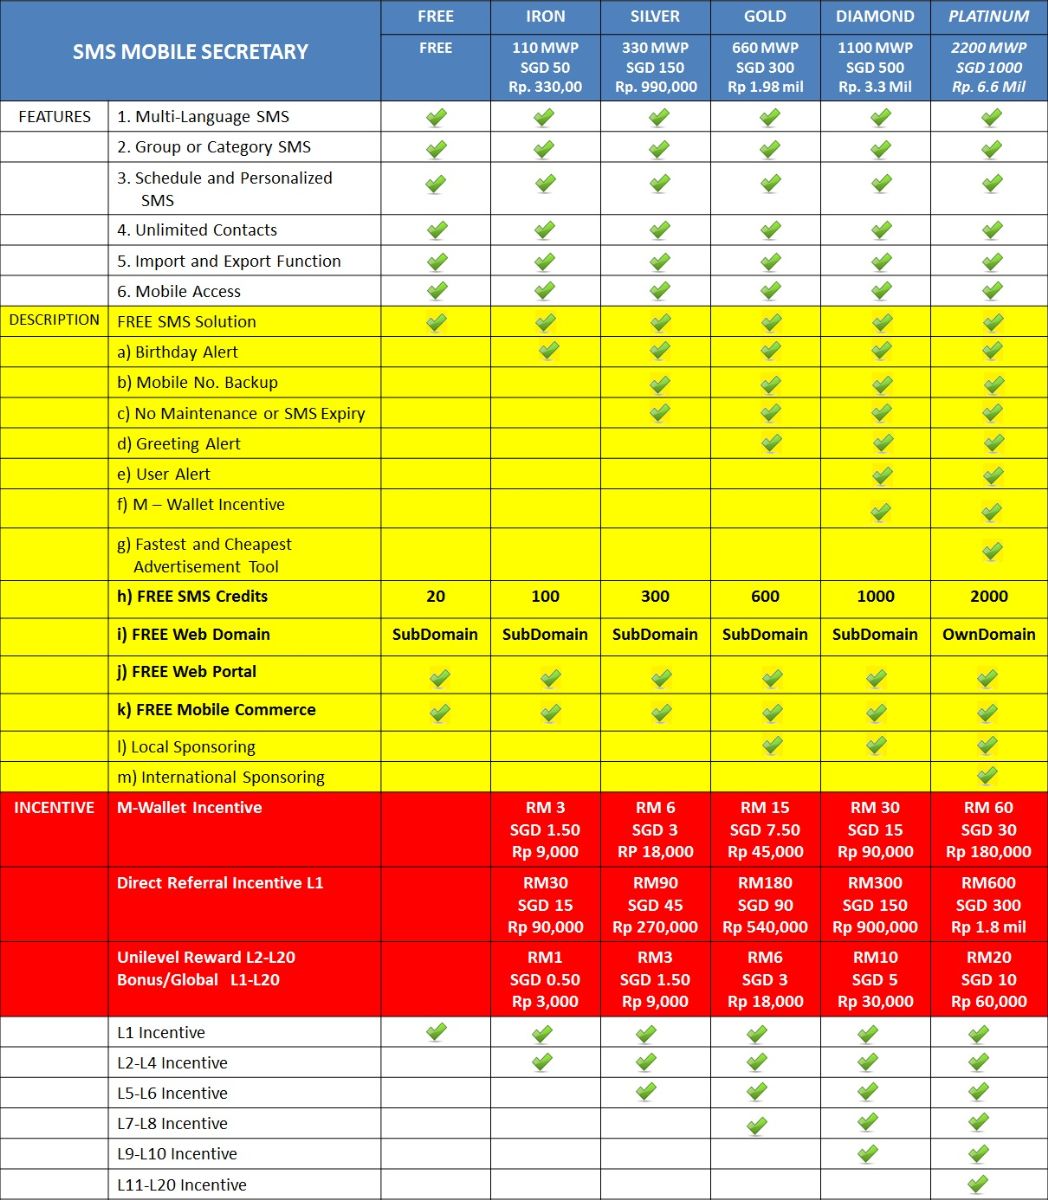 FREE IRON SILVER GOLD DIAMOND PLATINUM
SMS MOBILE SECRETARY
FREE 110 MWP 330 MWP 660 MWP 1100 MWP 2200 MWP
SGD 50 SGD 150 SGD 300 SGD 500 SGD 1000
Rp. 330,00 Rp. 990,000 Rp 1.98 mil Rp. 3.3 Mil Rp. 6.6 Mil
FEATURES 1. Multi-Language SMS
2. Group or Category SMS
3. Schedule and Personalized
SMS
4. Unlimited Contacts
5. Import and Export Function
6. Mobile Access
DESCRIPTION FREE SMS Solution
a) Birthday Alert
b) Mobile No. Backup
c) No Maintenance or SMS Expiry
d) Greeting Alert
e) User Alert
f) M – Wallet Incentive
g) Fastest and Cheapest
Advertisement Tool
h) FREE SMS Credits 20 100 300 600 1000 2000
i) FREE Web Domain SubDomain SubDomain SubDomain SubDomain SubDomain OwnDomain
j) FREE Web Portal
k) FREE Mobile Commerce
l) Local Sponsoring
m) International Sponsoring
INCENTIVE M-Wallet Incentive RM 3 RM 6 RM 15 RM 30 RM 60
SGD 1.50 SGD 3 SGD 7.50 SGD 15 SGD 30
Rp 9,000 RP 18,000 Rp 45,000 Rp 90,000 Rp 180,000
Direct Referral Incentive L1 RM30 RM90 RM180 RM300 RM600
SGD 15 SGD 45 SGD 90 SGD 150 SGD 300
Rp 90,000 Rp 270,000 Rp 540,000 Rp 900,000 Rp 1.8 mil
Unilevel Reward L2-L20 RM1 RM3 RM6 RM10 RM20
Bonus/Global L1-L20 SGD 0.50 SGD 1.50 SGD 3 SGD 5 SGD 10
Rp 3,000 Rp 9,000 Rp 18,000 Rp 30,000 Rp 60,000
L1 Incentive
L2-L4 Incentive
L5-L6 Incentive
L7-L8 Incentive
L9-L10 Incentive
L11-L20 Incentive